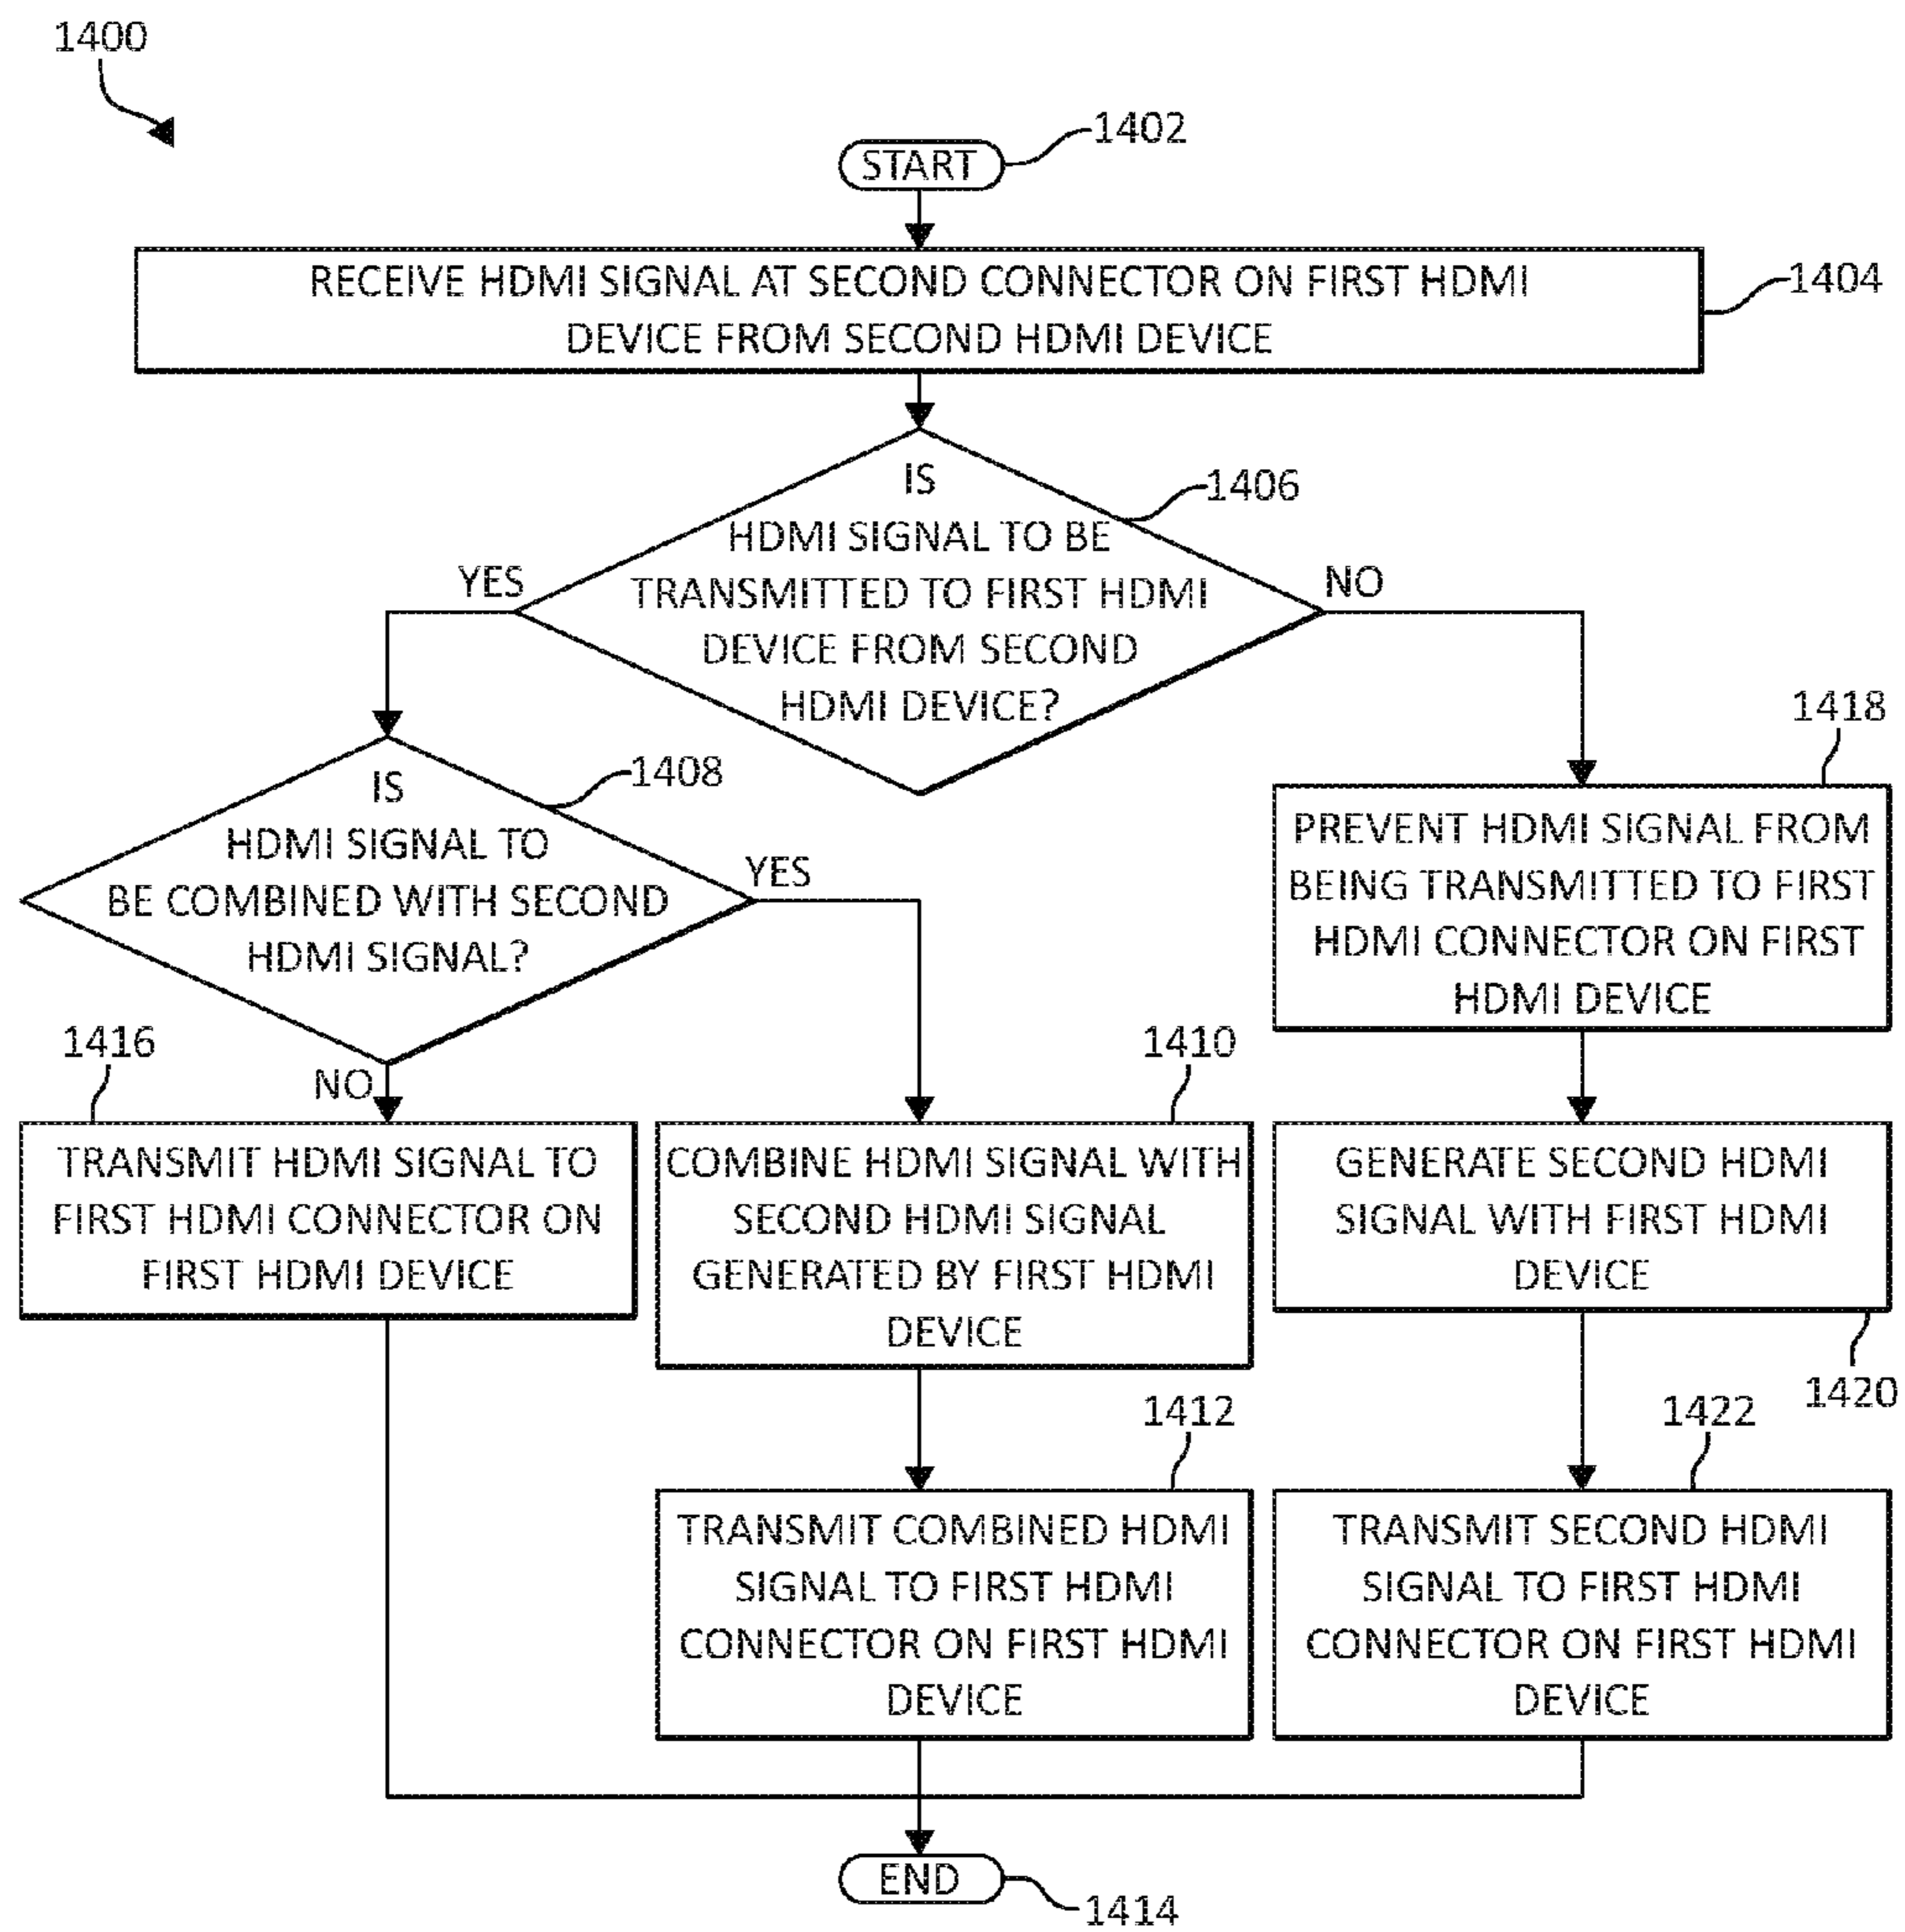 1400
START
1402
RECEIVE HDMI SIGNAL AT SECOND CONNECTOR ON FIRST HDMI
DEVICE FROM SECOND HDMI DEVICE
1404
IS
HDMI SIGNAL TO BE
TRANSMITTED TO FIRST HDMI
DEVICE FROM SECOND
HDMI DEVICE?
1406
YES
NO
IS
HDMI SIGNAL TO
BE COMBINED WITH SECOND
HDMI SIGNAL?
1408
YES
NO
1418
PREVENT HDMI SIGNAL FROM
BEING TRANSMITTED TO FIRST
HDMI CONNECTOR ON FIRST
HDMI DEVICE
1416
TRANSMIT HDMI SIGNAL TO
FIRST HDMI CONNECTOR ON
FIRST HDMI DEVICE
1410
COMBINE HDMI SIGNAL WITH
SECOND HDMI SIGNAL
GENERATED BY FIRST HDMI
DEVICE
GENERATE SECOND HDMI
SIGNAL WITH FIRST HDMI
DEVICE
1420
1412
TRANSMIT COMBINED HDMI
SIGNAL TO FIRST HDMI
CONNECTOR ON FIRST HDMI
DEVICE
1422
TRANSMIT SECOND HDMI
SIGNAL TO FIRST HDMI
CONNECTOR ON FIRST HDMI
DEVICE
END
1414